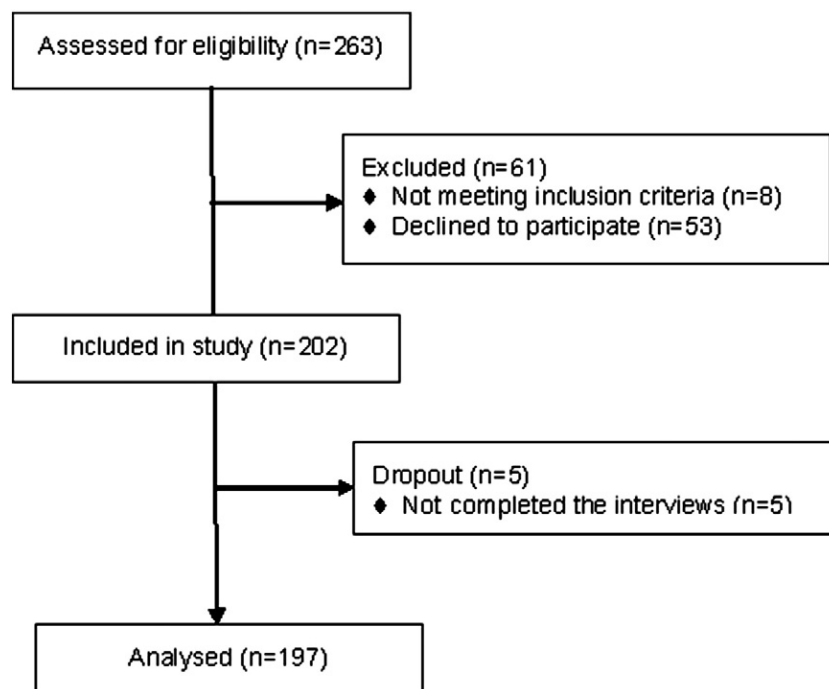 Assessed for eligibility (n=263)
Excluded (n=61)
♦ Not meeting inclusion criteria (n=8)
♦ Declined to participate (n=53)
Included in study (n=202)
Dropout (n=5)
♦ Not completed the interviews (n=5)
Analysed (n=197)